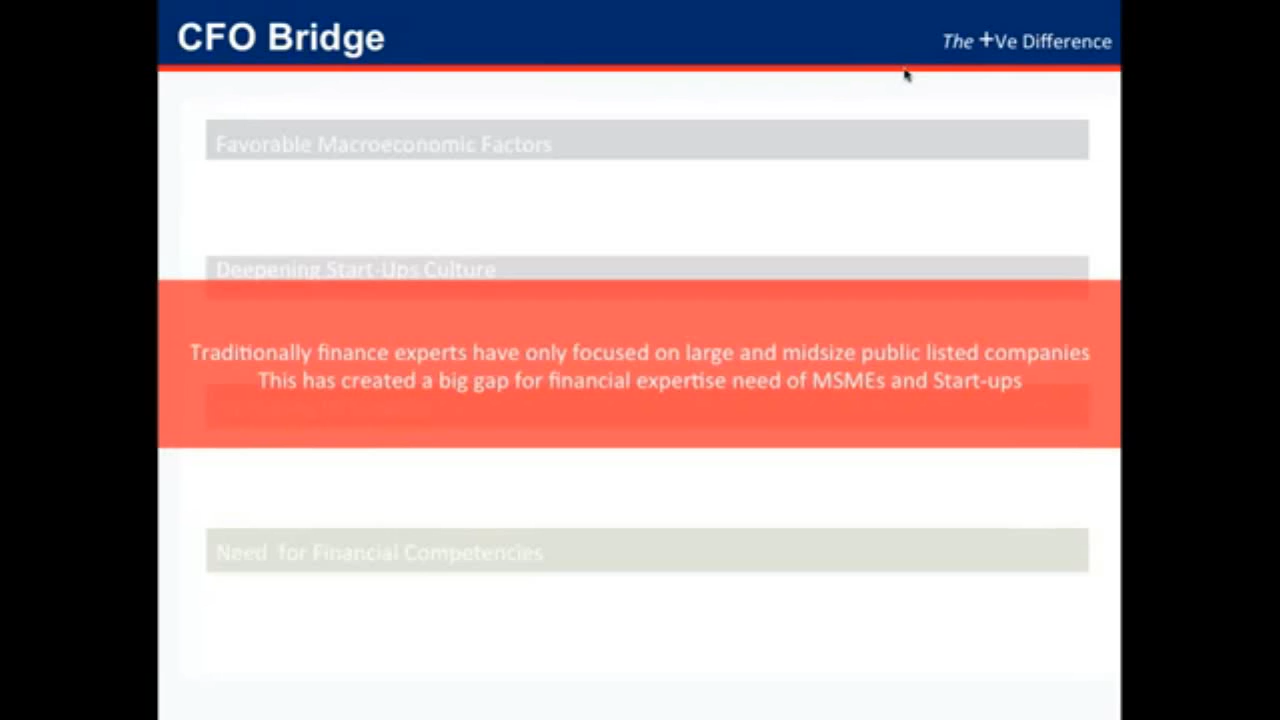 CFO Bridge
The +Ve Difference
Favorable Macroeconomic Factors
Deepening Start-Ups Culture
Traditionally finance experts have only focused on large and midsize public listed companies
This has created a big gap for financial expertise need of MSMEs and Start-ups
Need for Financial Competencies